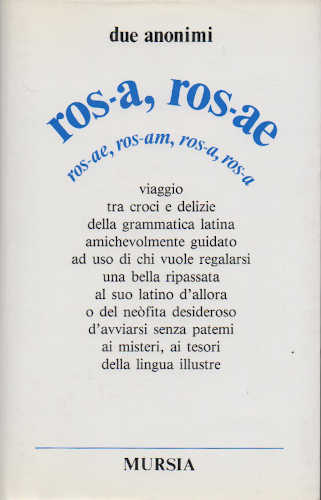 due anonimi
ros-a, ros-ae
ros-ae, ros-am, ros-a, ros-a
viaggio
tra croci e delizie
della grammatica latina
amichevolmente guidato
ad uso di chi vuole regalarsi
una bella ripassata
al suo latino d'allora
o del neòfita desideroso
d'avviarsi senza patemi
ai misteri, ai tesori
della lingua illustre
MURSIA